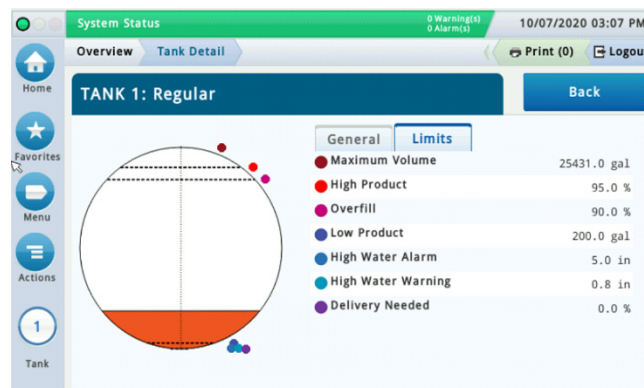 System Status
0 Warning(s)
0 Alarm(s)
10/07/2020 03:07 PM
Overview Tank Detail
Print (0) Logou
Home
TANK 1: Regular
Back
Favorites
General Limits
Maximum Volume 25431.0 gal
High Product 95.0 %
Overfill 90.0 %
Menu
Low Product 200.0 gal
High Water Alarm 5.0 in
Actions
High Water Warning 0.8 in
Delivery Needed 0.0 %
1
Tank